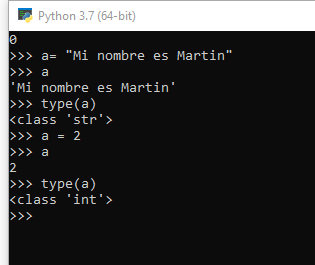 Python 3.7 (64-bit)
0
>>> a= "Mi nombre es Martin"
>>> a
'Mi nombre es Martin'
>>> type(a)
<class 'str'>
>>> a = 2
>>> a
2
>>> type(a)
<class 'int'>
>>>